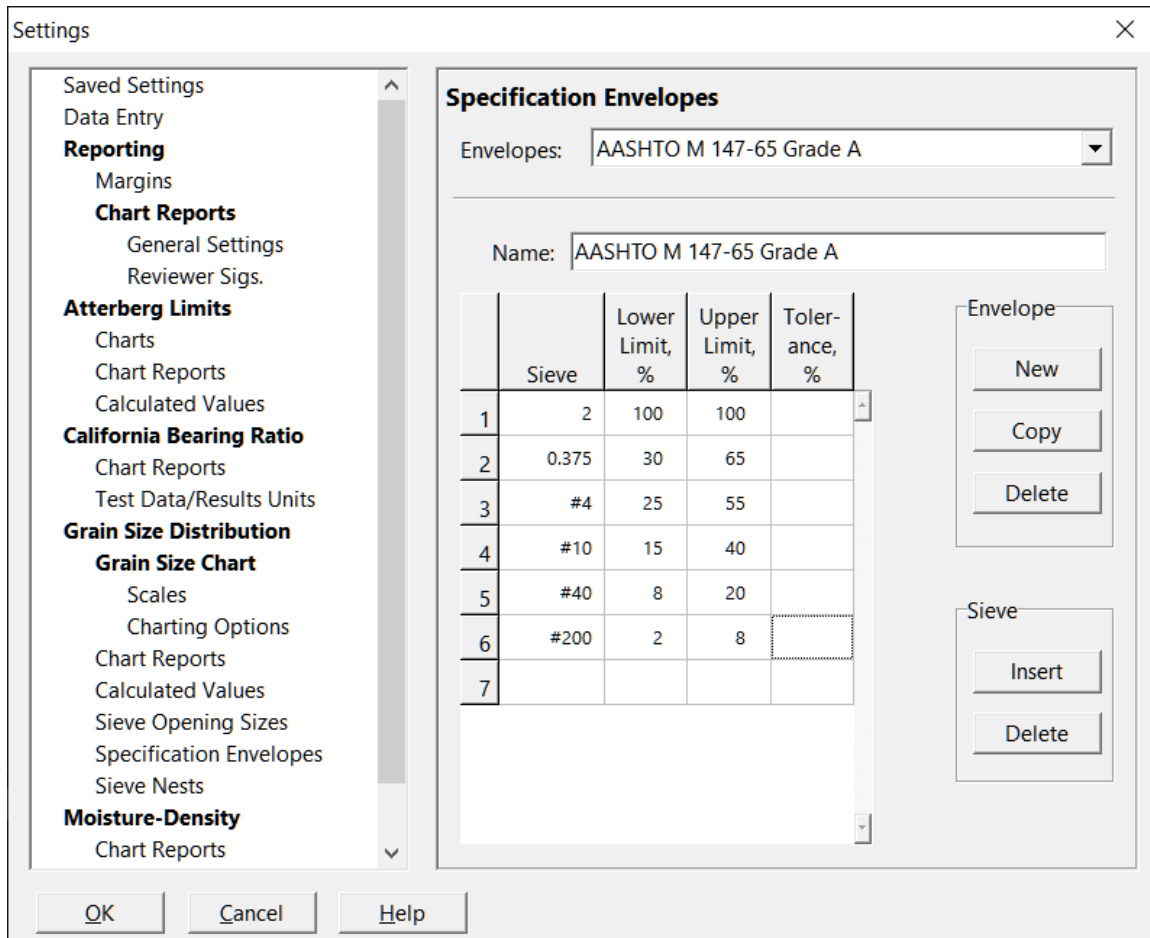 Settings
Saved Settings
Data Entry
Reporting
Margins
Chart Reports
General Settings
Reviewer Sigs.
Atterberg Limits
Charts
Chart Reports
Calculated Values
California Bearing Ratio
Chart Reports
Test Data/Results Units
Grain Size Distribution
Grain Size Chart
Scales
Charting Options
Chart Reports
Calculated Values
Sieve Opening Sizes
Specification Envelopes
Sieve Nests
Moisture-Density
Chart Reports
Specification Envelopes
Envelopes: AASHTO M 147-65 Grade A
Name: AASHTO M 147-65 Grade A
Sieve Lower Limit, % Upper Limit, % Toler-ance, %
1 2 100 100
2 0.375 30 65
3 #4 25 55
4 #10 15 40
5 #40 8 20
6 #200 2 8
7
Envelope
New
Copy
Delete
Sieve
Insert
Delete
OK Cancel Help